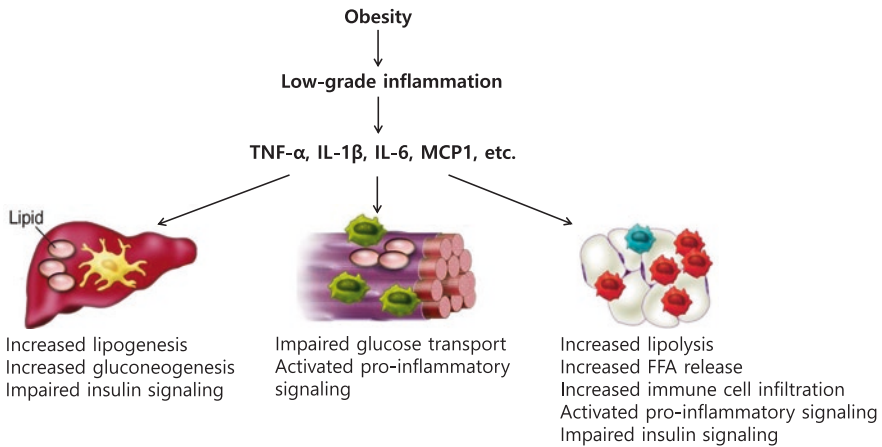 Obesity
Low-grade inflammation
TNF-α, IL-1β, IL-6, MCP1, etc.
Lipid
Increased lipogenesis
Increased gluconeogenesis
Impaired insulin signaling
Impaired glucose transport
Activated pro-inflammatory
signaling
Increased lipolysis
Increased FFA release
Increased immune cell infiltration
Activated pro-inflammatory signaling
Impaired insulin signaling